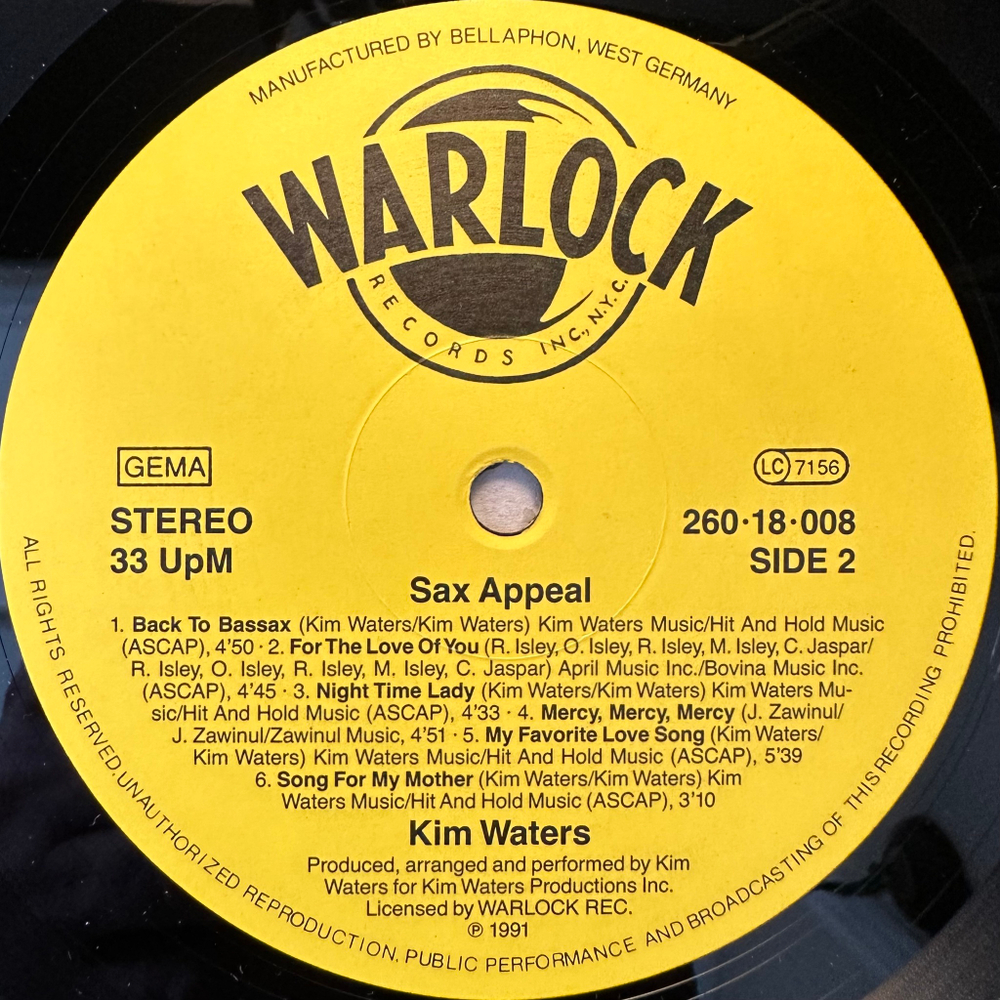 MANUFACTURED BY BELLAPHON, WEST GERMANY
WARLOCK
RECORDS INC., N.Y.C.
GEMA
LC 7156
STEREO
260·18·008
33 UpM
SIDE 2
Sax Appeal
1. Back To Bassax (Kim Waters/Kim Waters) Kim Waters Music/Hit And Hold Music
(ASCAP), 4'50 · 2. For The Love Of You (R. Isley, O. Isley, R. Isley, M. Isley, C. Jaspar/
R. Isley, O. Isley, R. Isley, M. Isley, C. Jaspar) April Music Inc./Bovina Music Inc.
(ASCAP), 4'45 · 3. Night Time Lady (Kim Waters/Kim Waters) Kim Waters Mu-
sic/Hit And Hold Music (ASCAP), 4'33 · 4. Mercy, Mercy, Mercy (J. Zawinul/
J. Zawinul/Zawinul Music, 4'51 · 5. My Favorite Love Song (Kim Waters/
Kim Waters) Kim Waters Music/Hit And Hold Music (ASCAP), 5'39
6. Song For My Mother (Kim Waters/Kim Waters) Kim
Waters Music/Hit And Hold Music (ASCAP), 3'10
Kim Waters
Produced, arranged and performed by Kim
Waters for Kim Waters Productions Inc.
Licensed by WARLOCK REC.
℗ 1991
ALL RIGHTS RESERVED. UNAUTHORIZED REPRODUCTION, PUBLIC PERFORMANCE AND BROADCASTING OF THIS RECORDING PROHIBITED.